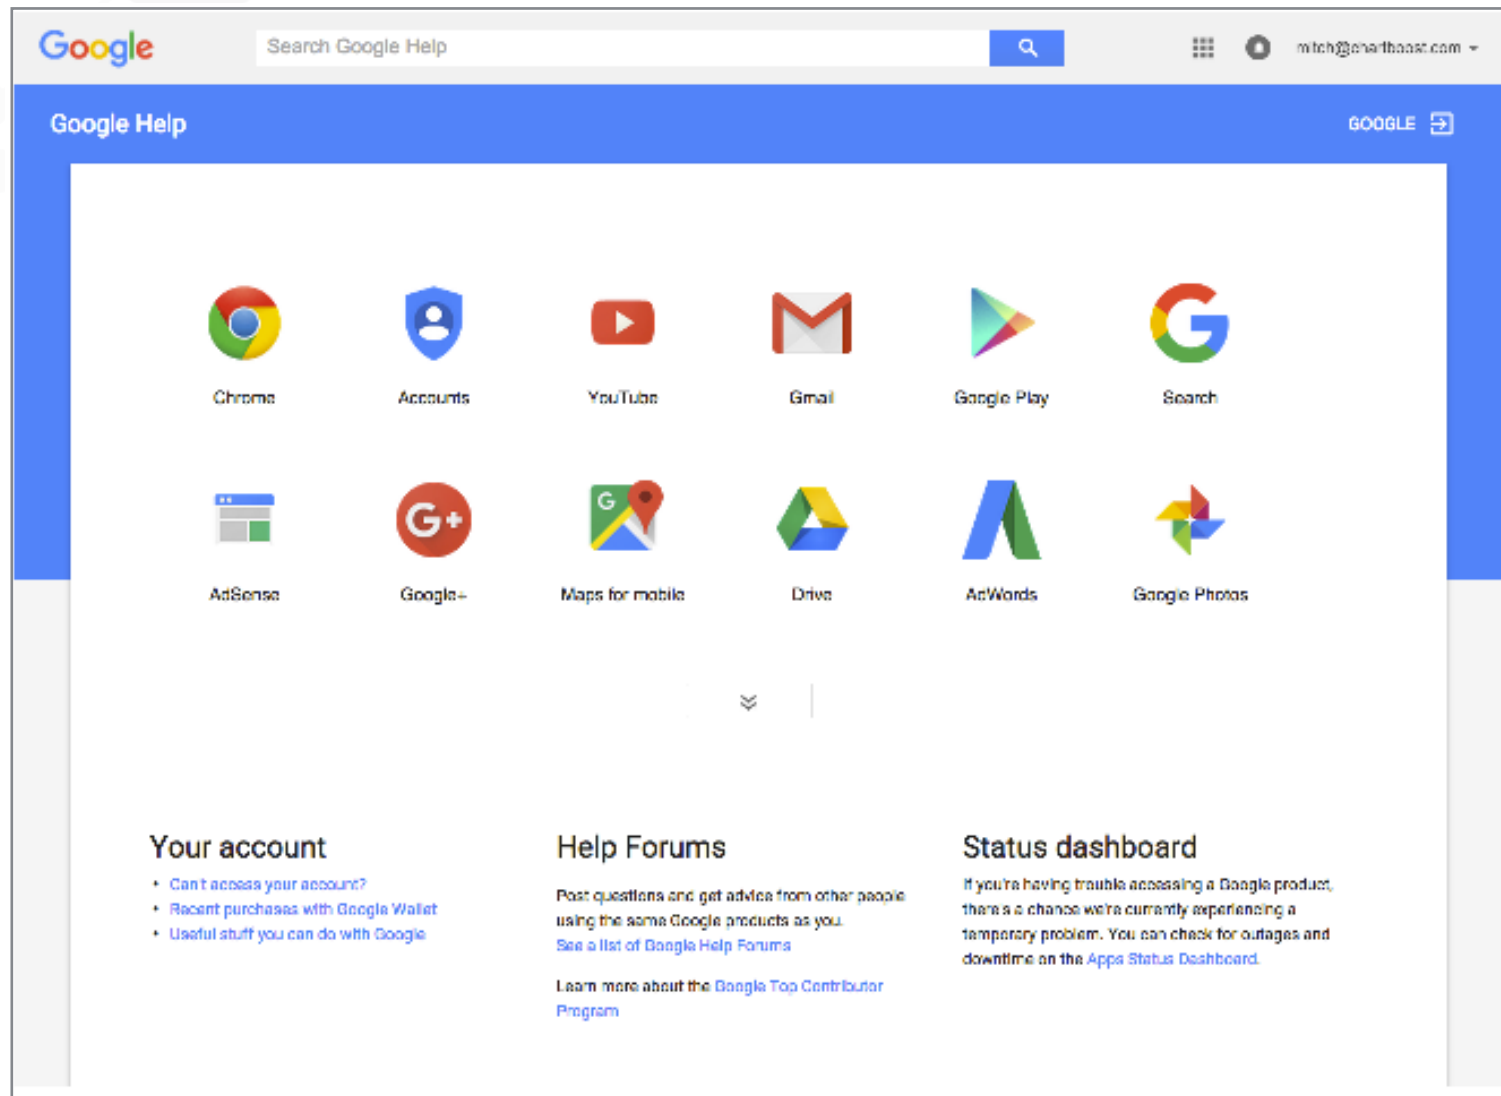 Google
Search Google Help
mitch@chartboost.com
Google Help
GOOGLE
Chrome
Accounts
YouTube
Gmail
Google Play
Search
AdSense
G+
G
Google+
Maps for mobile
Drive
AdWords
Google Photos
Your account
Can't access your account?
Recent purchases with Google Wallet
Useful stuff you can do with Google
Help Forums
Post questions and get advice from other people
using the same Google products as you.
See a list of Google Help Forums
Learn more about the Google Top Contributor
Program
Status dashboard
If you're having trouble accessing a Google product,
there's a chance we're currently experiencing a
temporary problem. You can check for outages and
downtime on the Apps Status Dashboard.